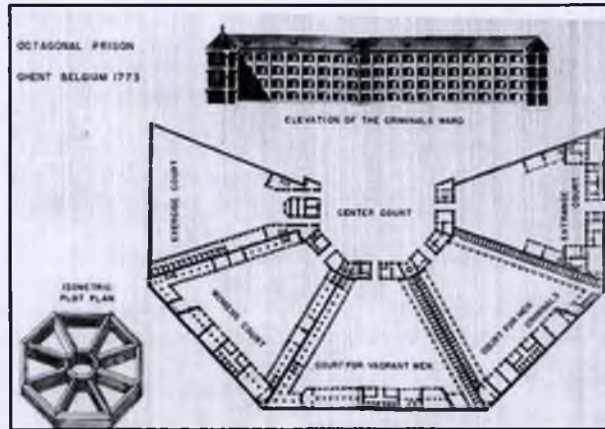 OCTAGONAL PRISON
GHENT BELGIUM 1773
ELEVATION OF THE CRIMINALS WARD
EXERCISE COURT
CENTER COURT
ENTRANCE
COURT
ISOMETRIC
PLOT PLAN
WOMENS COURT
COURT FOR VAGRANT MEN
COURT FOR MEN
CRIMINALS